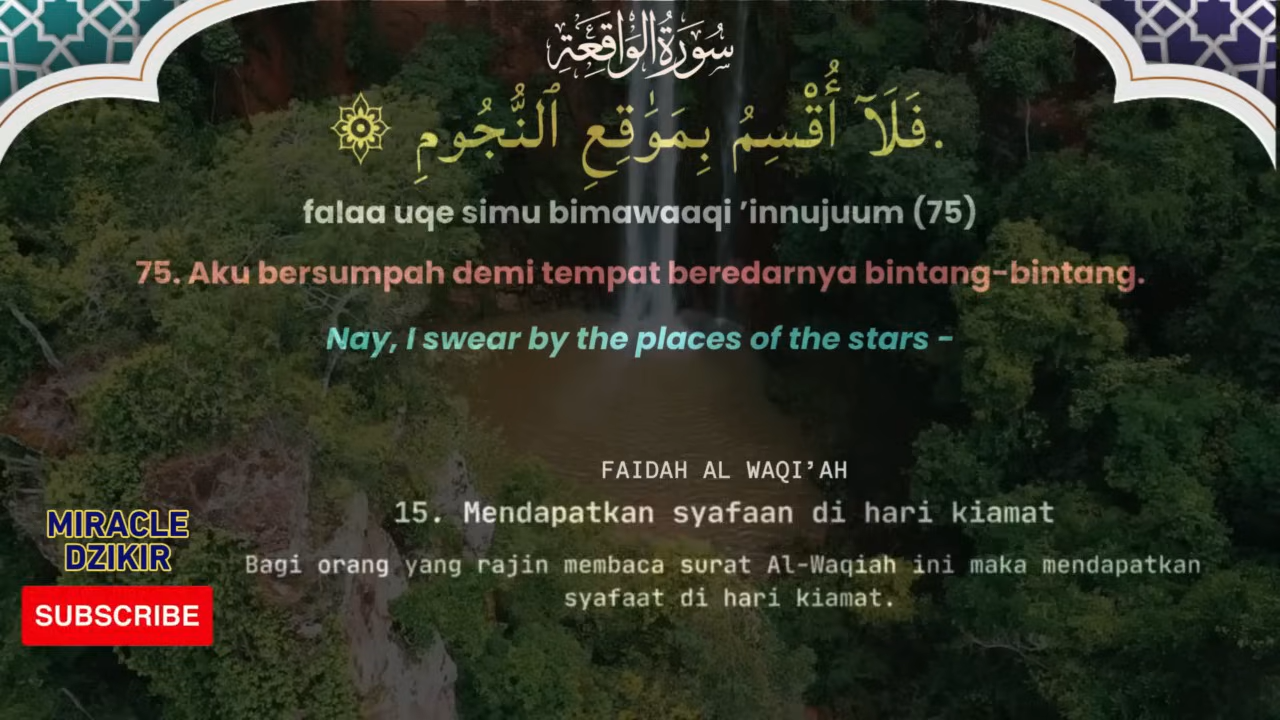 سُورَةُ الْوَاقِعَةِ
فَلَآ أُقْسِمُ بِمَوَٰقِعِ ٱلنُّجُومِ.
falaa uqe simu bimawaaqi ’innujuum (75)
75. Aku bersumpah demi tempat beredarnya bintang-bintang.
Nay, I swear by the places of the stars -
FAIDAH AL WAQI’AH
15. Mendapatkan syafaan di hari kiamat
Bagi orang yang rajin membaca surat Al-Waqiah ini maka mendapatkan
syafaat di hari kiamat.
MIRACLE
DZIKIR
SUBSCRIBE